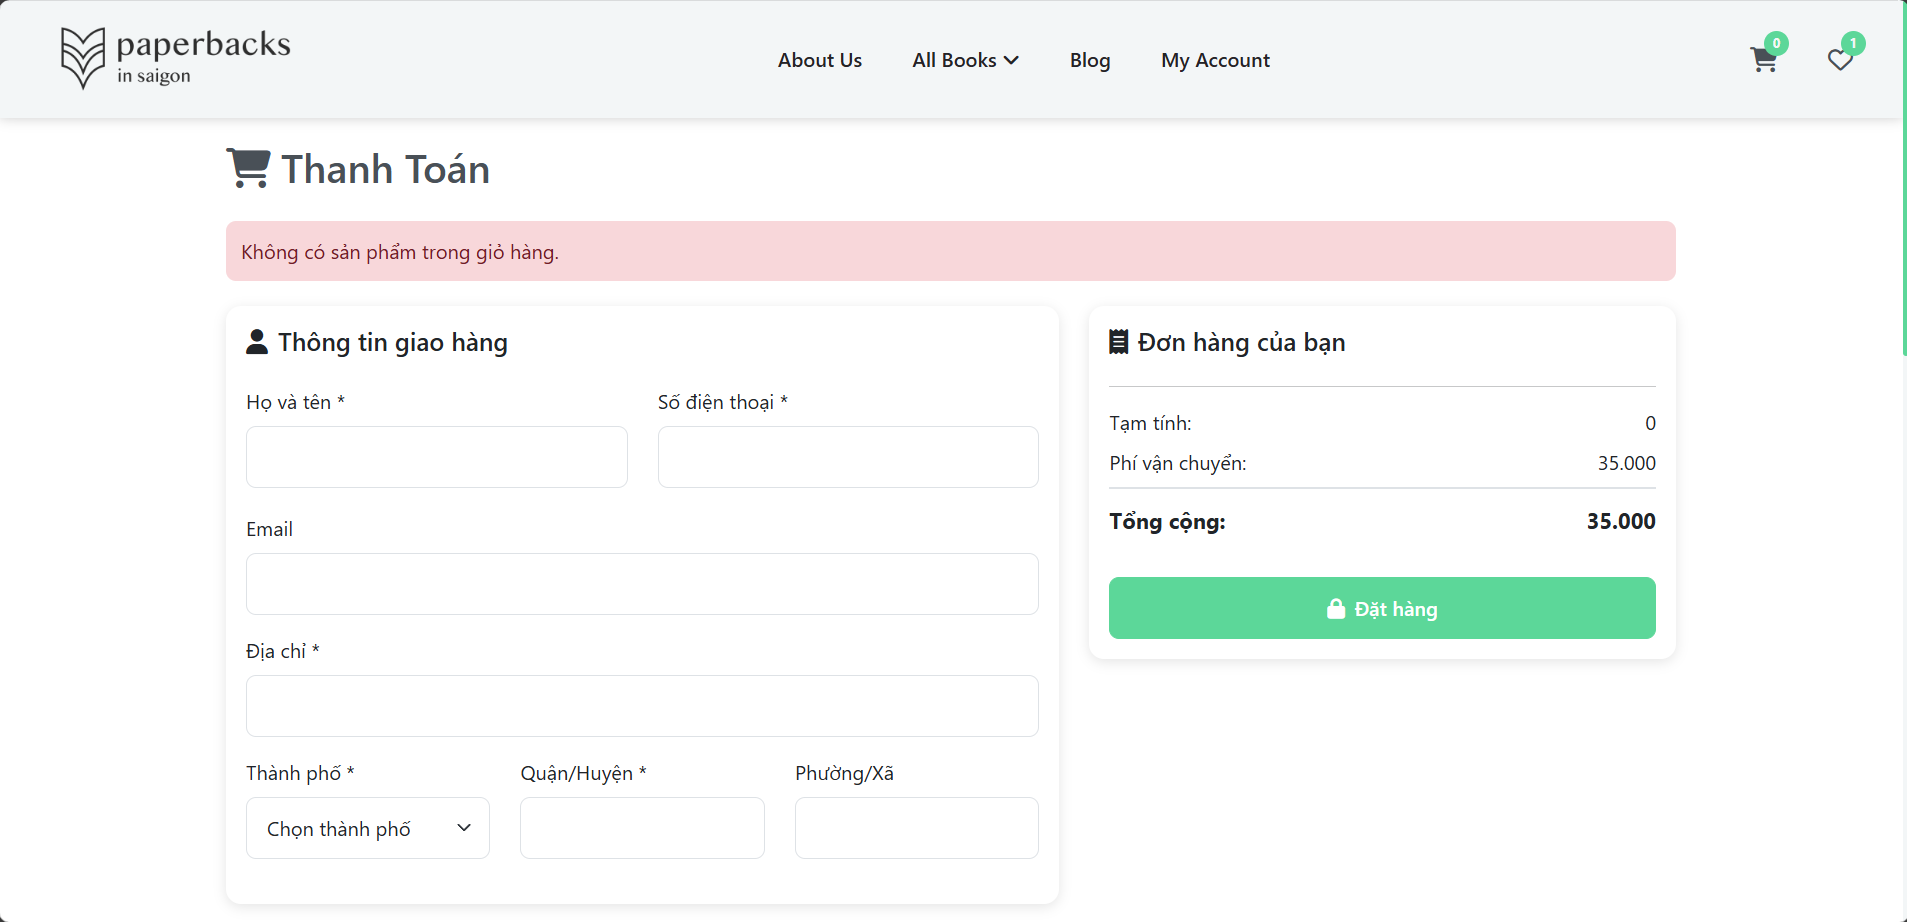 paperbacks
in saigon
About Us
All Books
Blog
My Account
0
1
Thanh Toán
Không có sản phẩm trong giỏ hàng.
Thông tin giao hàng
Họ và tên *
Số điện thoại *
Email
Địa chỉ *
Thành phố *
Quận/Huyện *
Phường/Xã
Chọn thành phố
Đơn hàng của bạn
Tạm tính: 0
Phí vận chuyển: 35.000
Tổng cộng: 35.000
Đặt hàng